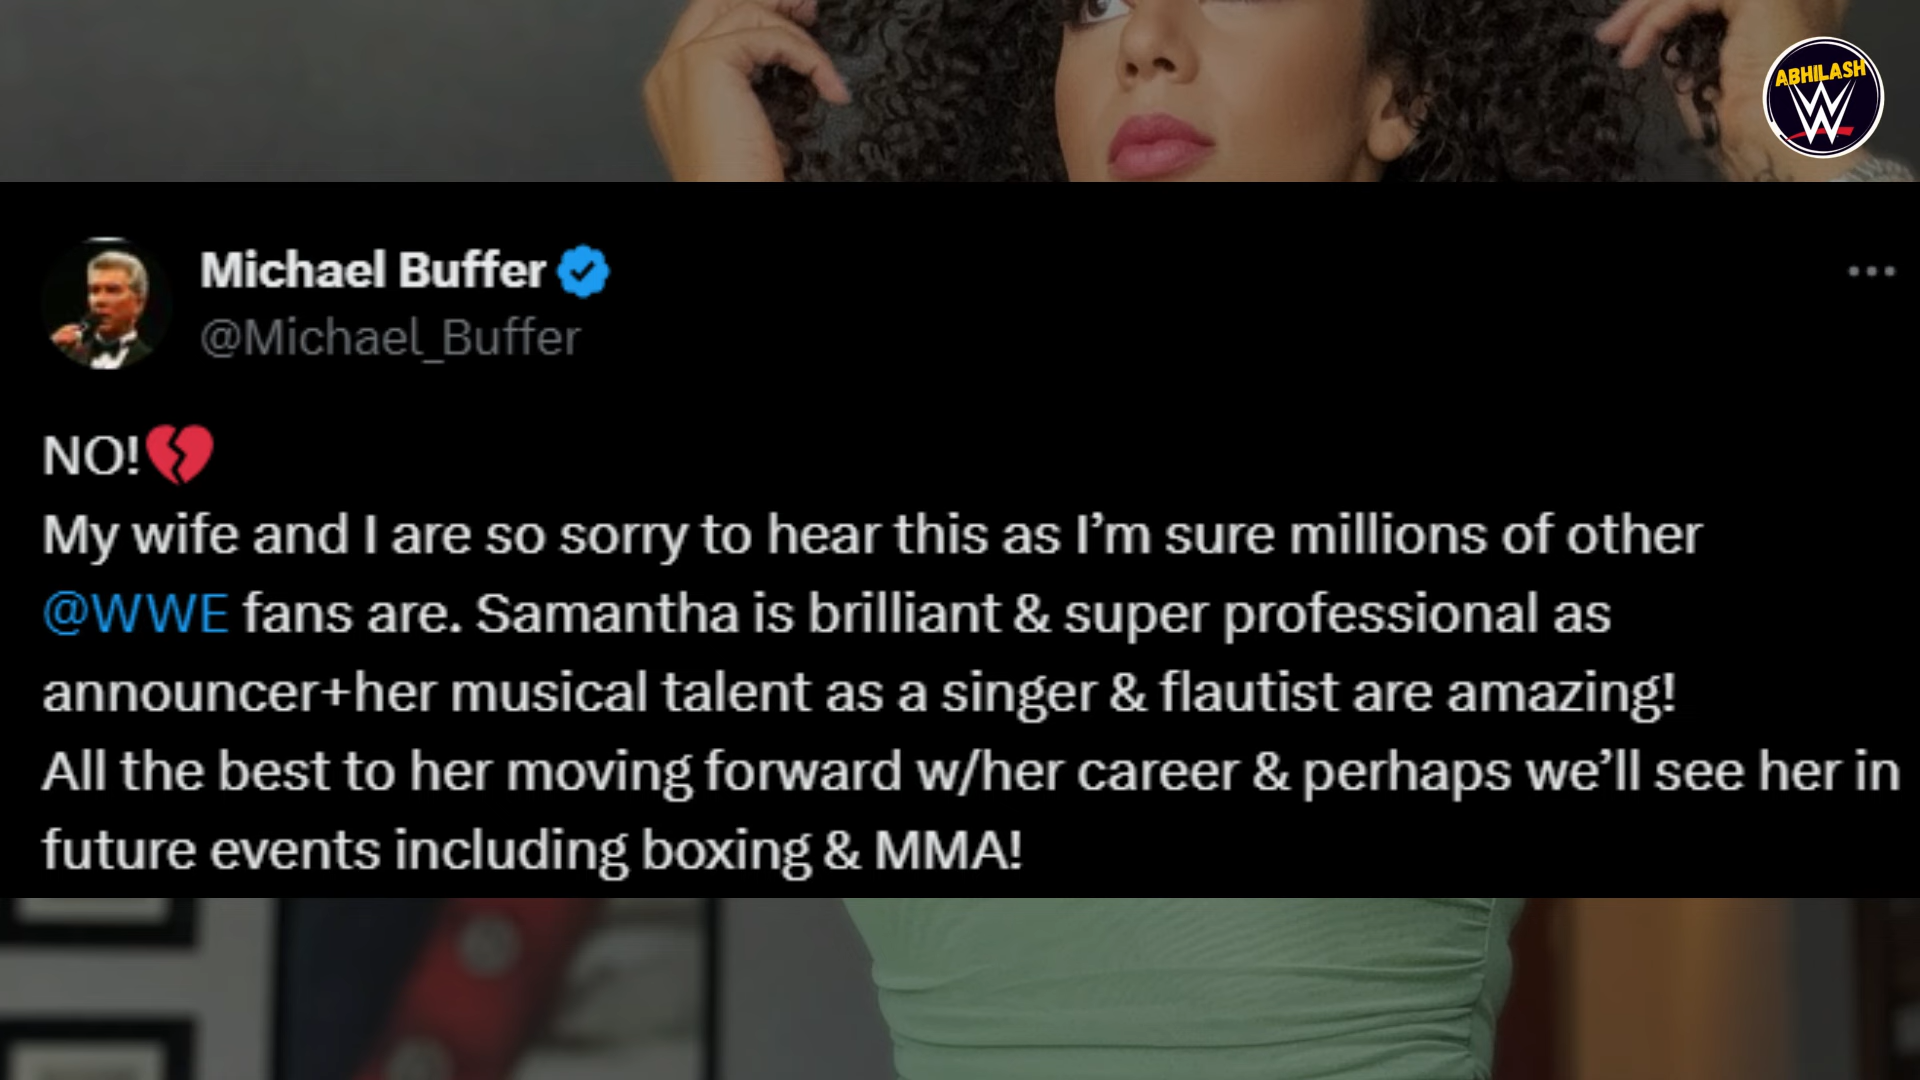 ABHILASH
W
Michael Buffer
@Michael_Buffer
NO!💔
My wife and I are so sorry to hear this as I’m sure millions of other
@WWE fans are. Samantha is brilliant & super professional as
announcer+her musical talent as a singer & flautist are amazing!
All the best to her moving forward w/her career & perhaps we’ll see her in
future events including boxing & MMA!